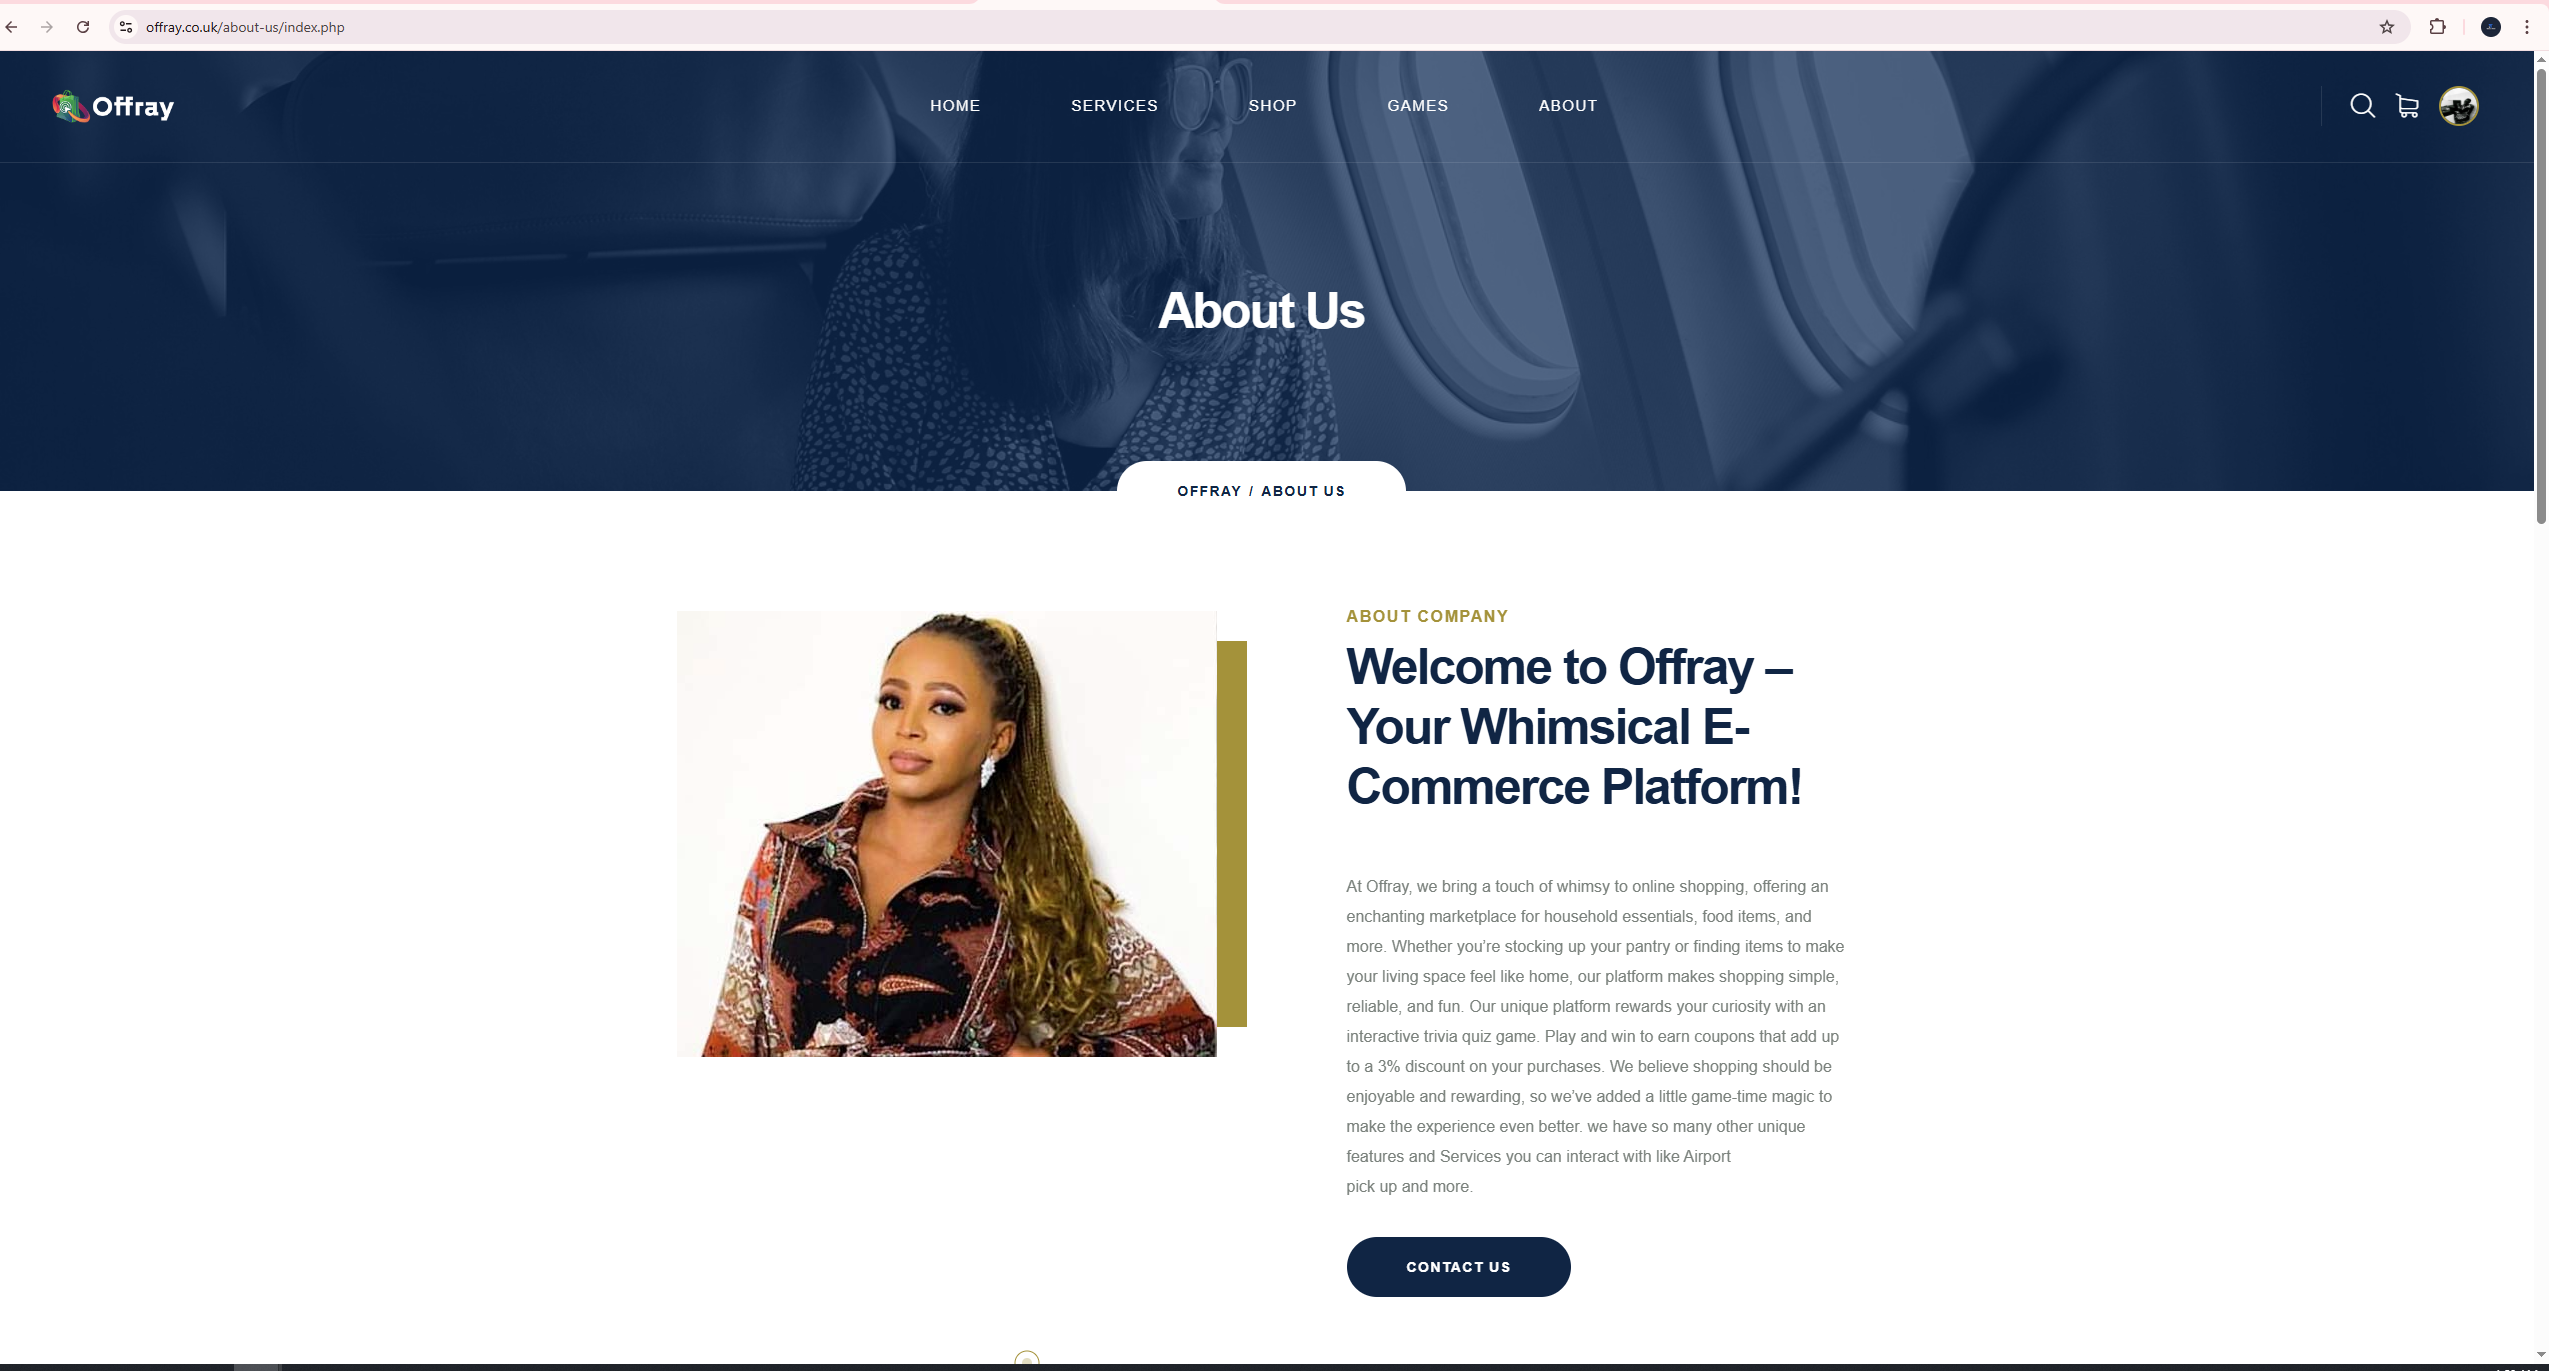 offray.co.uk/about-us/index.php
Offray
HOME
SERVICES
SHOP
GAMES
ABOUT
About Us
OFFRAY / ABOUT US
ABOUT COMPANY
Welcome to Offray –
Your Whimsical E-
Commerce Platform!
At Offray, we bring a touch of whimsy to online shopping, offering an
enchanting marketplace for household essentials, food items, and
more. Whether you’re stocking up your pantry or finding items to make
your living space feel like home, our platform makes shopping simple,
reliable, and fun. Our unique platform rewards your curiosity with an
interactive trivia quiz game. Play and win to earn coupons that add up
to a 3% discount on your purchases. We believe shopping should be
enjoyable and rewarding, so we’ve added a little game-time magic to
make the experience even better. we have so many other unique
features and Services you can interact with like Airport
pick up and more.
CONTACT US